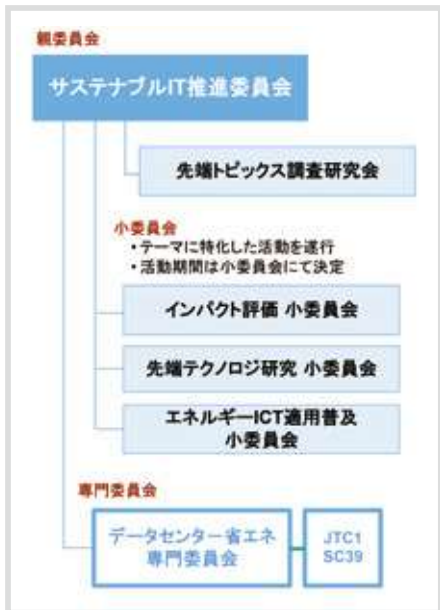 親委員会
サステナブルIT推進委員会
先端トピックス調査研究会
小委員会
・テーマに特化した活動を遂行
・活動期間は小委員会にて決定
インパクト評価 小委員会
先端テクノロジ研究 小委員会
エネルギーICT適用普及
小委員会
専門委員会
データセンター省エネ
専門委員会
JTC1
SC39